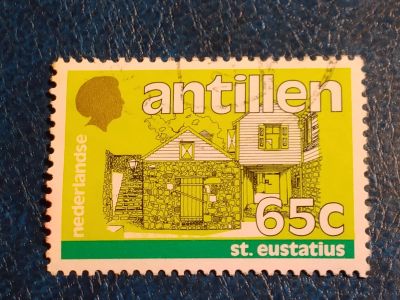 nederlandse
antillen
65c
st. eustatius